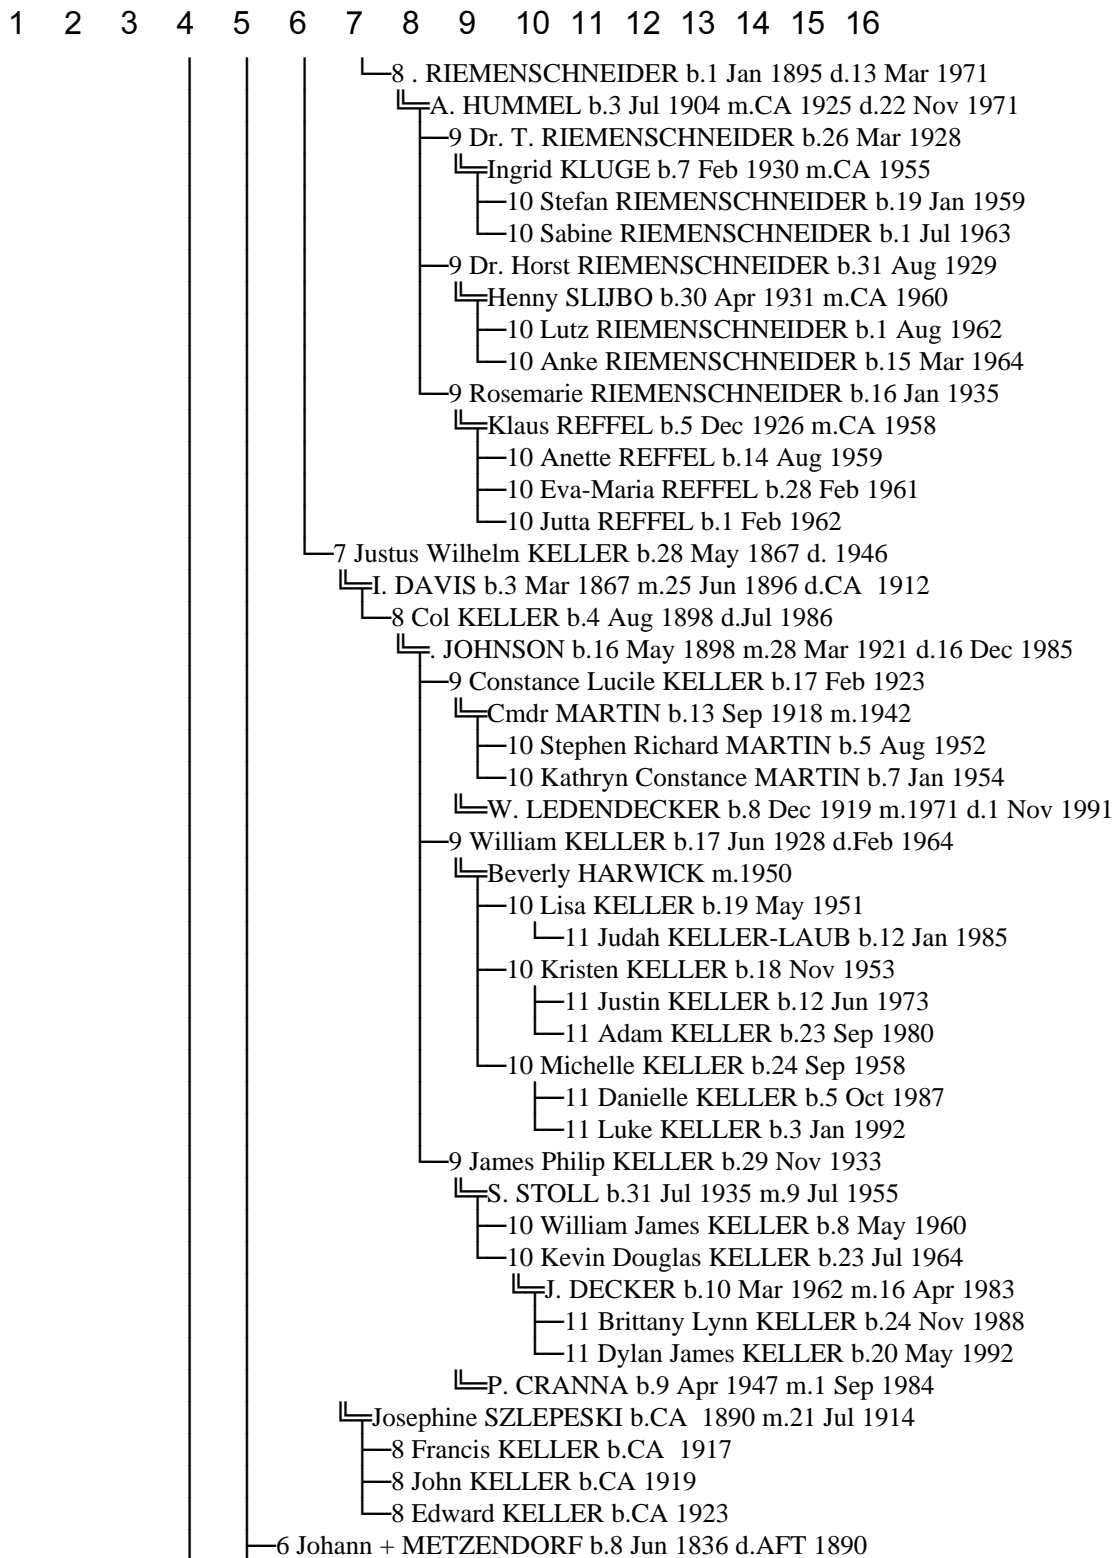 1 2 3 4 5 6 7 8 9 10 11 12 13 14 15 16
8 . RIEMENSCHNEIDER b.1 Jan 1895 d.13 Mar 1971
A. HUMMEL b.3 Jul 1904 m.CA 1925 d.22 Nov 1971
9 Dr. T. RIEMENSCHNEIDER b.26 Mar 1928
Ingrid KLUGE b.7 Feb 1930 m.CA 1955
10 Stefan RIEMENSCHNEIDER b.19 Jan 1959
10 Sabine RIEMENSCHNEIDER b.1 Jul 1963
9 Dr. Horst RIEMENSCHNEIDER b.31 Aug 1929
Henny SLIJBO b.30 Apr 1931 m.CA 1960
10 Lutz RIEMENSCHNEIDER b.1 Aug 1962
10 Anke RIEMENSCHNEIDER b.15 Mar 1964
9 Rosemarie RIEMENSCHNEIDER b.16 Jan 1935
Klaus REFFEL b.5 Dec 1926 m.CA 1958
10 Anette REFFEL b.14 Aug 1959
10 Eva-Maria REFFEL b.28 Feb 1961
10 Jutta REFFEL b.1 Feb 1962
7 Justus Wilhelm KELLER b.28 May 1867 d. 1946
I. DAVIS b.3 Mar 1867 m.25 Jun 1896 d.CA 1912
8 Col KELLER b.4 Aug 1898 d.Jul 1986
. JOHNSON b.16 May 1898 m.28 Mar 1921 d.16 Dec 1985
9 Constance Lucile KELLER b.17 Feb 1923
Cmdr MARTIN b.13 Sep 1918 m.1942
10 Stephen Richard MARTIN b.5 Aug 1952
10 Kathryn Constance MARTIN b.7 Jan 1954
W. LEDENDECKER b.8 Dec 1919 m.1971 d.1 Nov 1991
9 William KELLER b.17 Jun 1928 d.Feb 1964
Beverly HARWICK m.1950
10 Lisa KELLER b.19 May 1951
11 Judah KELLER-LAUB b.12 Jan 1985
10 Kristen KELLER b.18 Nov 1953
11 Justin KELLER b.12 Jun 1973
11 Adam KELLER b.23 Sep 1980
10 Michelle KELLER b.24 Sep 1958
11 Danielle KELLER b.5 Oct 1987
11 Luke KELLER b.3 Jan 1992
9 James Philip KELLER b.29 Nov 1933
S. STOLL b.31 Jul 1935 m.9 Jul 1955
10 William James KELLER b.8 May 1960
10 Kevin Douglas KELLER b.23 Jul 1964
J. DECKER b.10 Mar 1962 m.16 Apr 1983
11 Brittany Lynn KELLER b.24 Nov 1988
11 Dylan James KELLER b.20 May 1992
P. CRANNA b.9 Apr 1947 m.1 Sep 1984
Josephine SZLEPESKI b.CA 1890 m.21 Jul 1914
8 Francis KELLER b.CA 1917
8 John KELLER b.CA 1919
8 Edward KELLER b.CA 1923
6 Johann + METZENDORF b.8 Jun 1836 d.AFT 1890